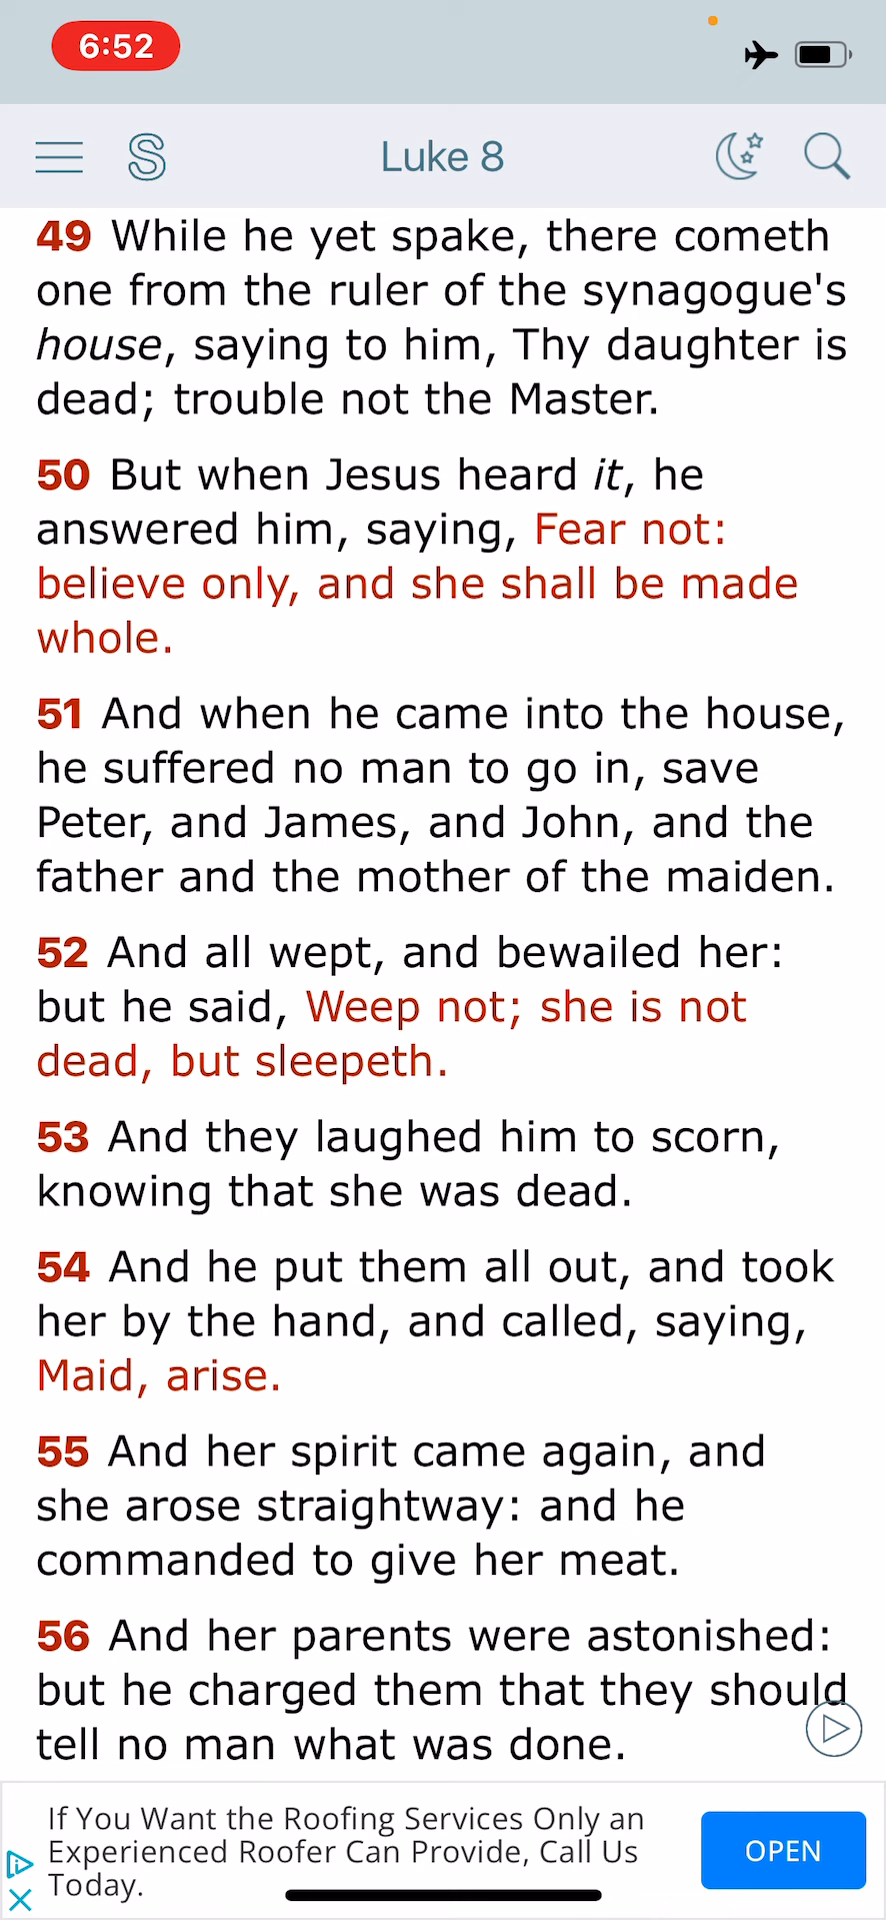 6:52
S
Luke 8
49 While he yet spake, there cometh
one from the ruler of the synagogue's
house, saying to him, Thy daughter is
dead; trouble not the Master.
50 But when Jesus heard it, he
answered him, saying, Fear not:
believe only, and she shall be made
whole.
51 And when he came into the house,
he suffered no man to go in, save
Peter, and James, and John, and the
father and the mother of the maiden.
52 And all wept, and bewailed her:
but he said, Weep not; she is not
dead, but sleepeth.
53 And they laughed him to scorn,
knowing that she was dead.
54 And he put them all out, and took
her by the hand, and called, saying,
Maid, arise.
55 And her spirit came again, and
she arose straightway: and he
commanded to give her meat.
56 And her parents were astonished:
but he charged them that they should
tell no man what was done.
If You Want the Roofing Services Only an
Experienced Roofer Can Provide, Call Us
Today.
OPEN